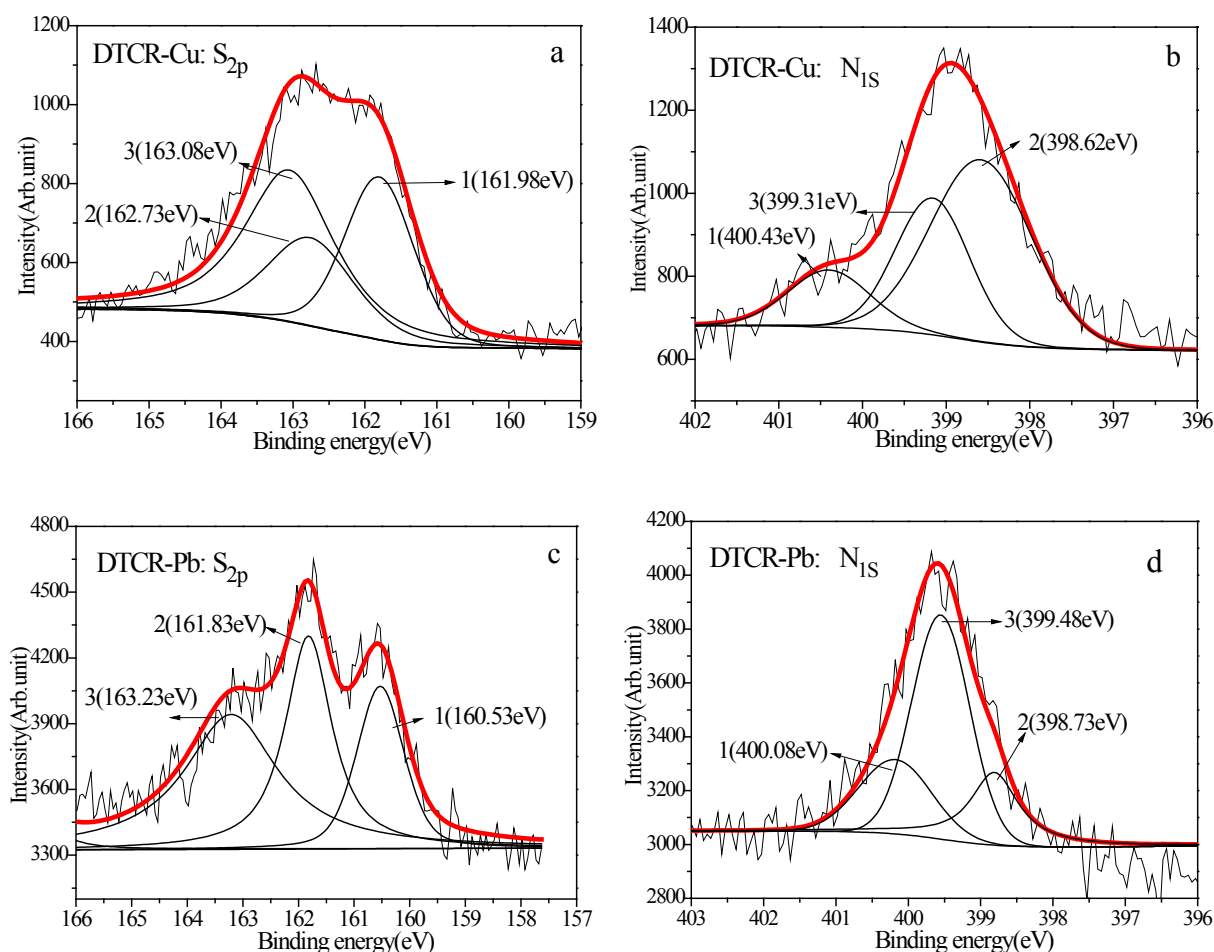 a
DTCR-Cu: S2p
3(163.08eV)
2(162.73eV)
1(161.98eV)
Intensity(Arb.unit)
1200
1000
800
600
400
166 165 164 163 162 161 160 159
Binding energy(eV)
b
DTCR-Cu: N1S
2(398.62eV)
3(399.31eV)
1(400.43eV)
Intensity(Arb.unit)
1400
1200
1000
800
600
402 401 400 399 398 397 396
Binding energy(eV)
c
DTCR-Pb: S2p
2(161.83eV)
3(163.23eV)
1(160.53eV)
Intensity(Arb.unit)
4800
4500
4200
3900
3600
3300
166 165 164 163 162 161 160 159 158 157
Binding energy(eV)
d
DTCR-Pb: N1S
3(399.48eV)
2(398.73eV)
1(400.08eV)
Intensity(Arb.unit)
4200
4000
3800
3600
3400
3200
3000
2800
403 402 401 400 399 398 397 396
Binding energy(eV)